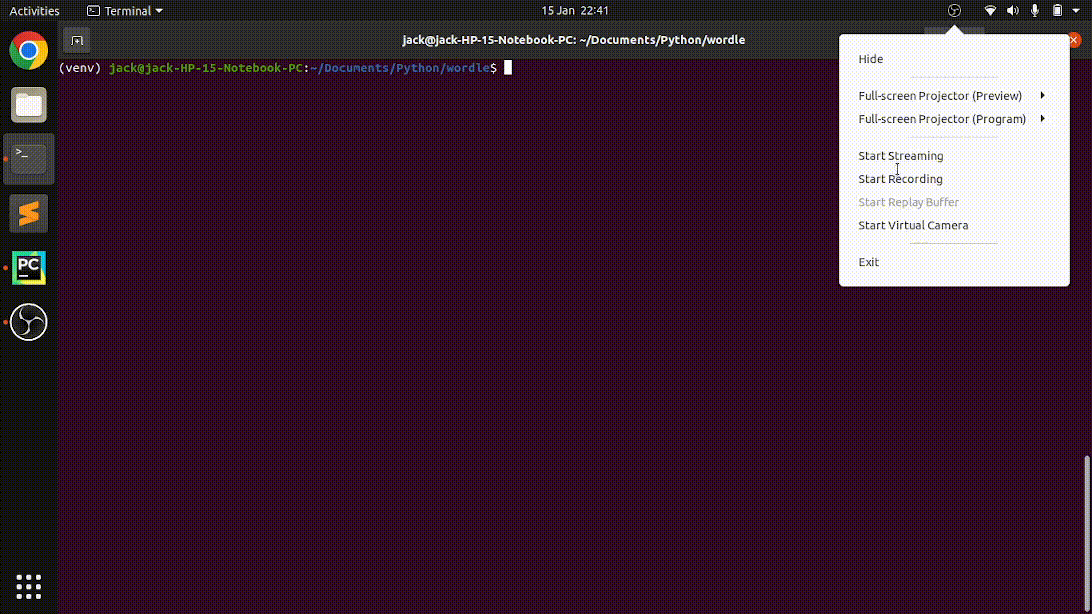 Activities Terminal 15 Jan 22:41
jack@jack-HP-15-Notebook-PC: ~/Documents/Python/wordle
(venv) jack@jack-HP-15-Notebook-PC:~/Documents/Python/wordle$
Hide
Full-screen Projector (Preview)
Full-screen Projector (Program)
Start Streaming
Start Recording
Start Replay Buffer
Start Virtual Camera
Exit
>_
PC